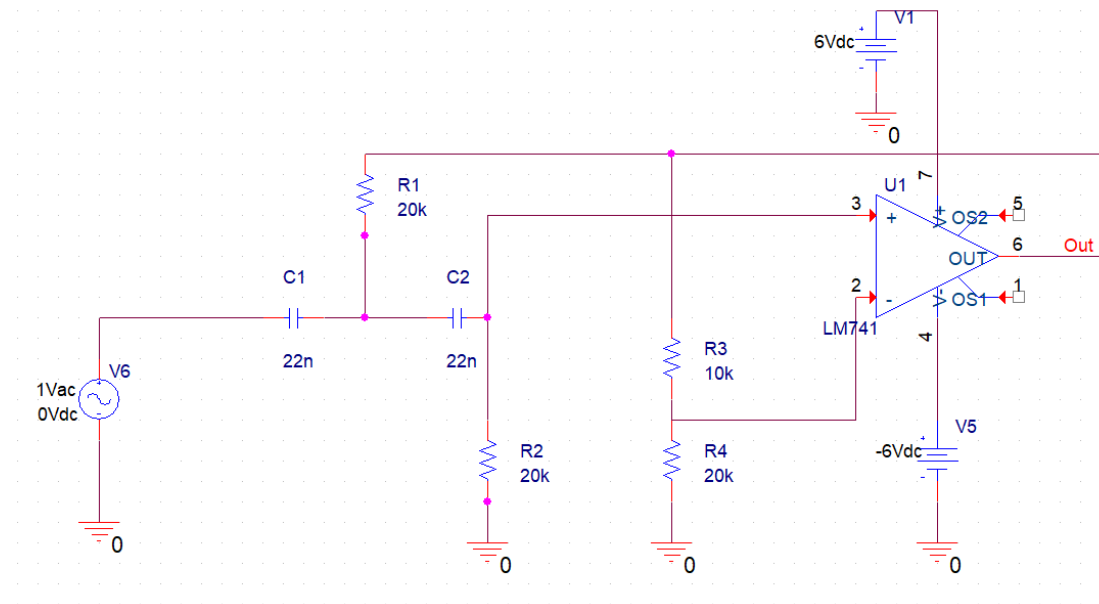 V1
6Vdc
+
-
0
R1
20k
7
U1
3
+
V+
OS2
5
OUT
6
Out
2
-
V-
OS1
1
LM741
4
C1
22n
C2
22n
V6
1Vac
0Vdc
+
-
R3
10k
R2
20k
R4
20k
V5
-6Vdc
+
-
0
0
0
0